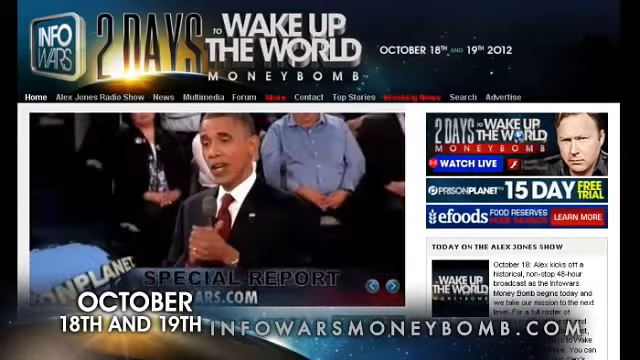 INFO
WARS
2 DAYS TO WAKE UP
THE WORLD
MONEYBOMB
OCTOBER 18TH AND 19TH 2012
Home Alex Jones Radio Show News Multimedia Forum Store Contact Top Stories Breaking News Search Advertise
2 DAYS TO WAKE UP
THE WORLD
MONEYBOMB
WATCH LIVE
PRISONPLANET 15 DAY FREE
TRIAL
efoods FOOD RESERVES LEARN MORE
TODAY ON THE ALEX JONES SHOW
WAKE UP
THE WORLD
MONEYBOMB
October 18: Alex kicks off a
historical, non-stop 48-hour
broadcast as the Infowars
Money Bomb begins today and
we take our mission to the next
level. For a full roster of
SPECIAL REPORT
ONPLANET
WARS.COM
OCTOBER
18TH AND 19TH
INFOWARSMONEYBOMB.COM